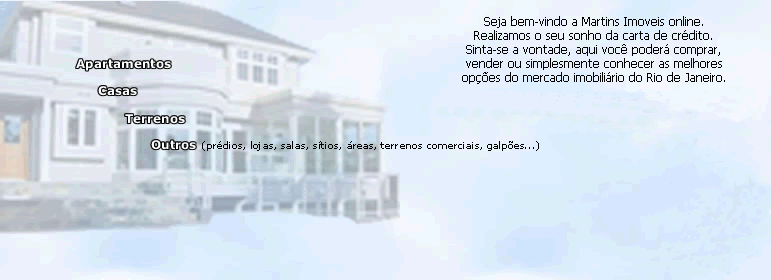 Seja bem-vindo a Martins Imoveis online.
Realizamos o seu sonho da carta de crédito.
Sinta-se a vontade, aqui você poderá comprar,
vender ou simplesmente conhecer as melhores
opções do mercado imobiliário do Rio de Janeiro.
Apartamentos
Casas
Terrenos
Outros (prédios, lojas, salas, sítios, áreas, terrenos comerciais, galpões...)